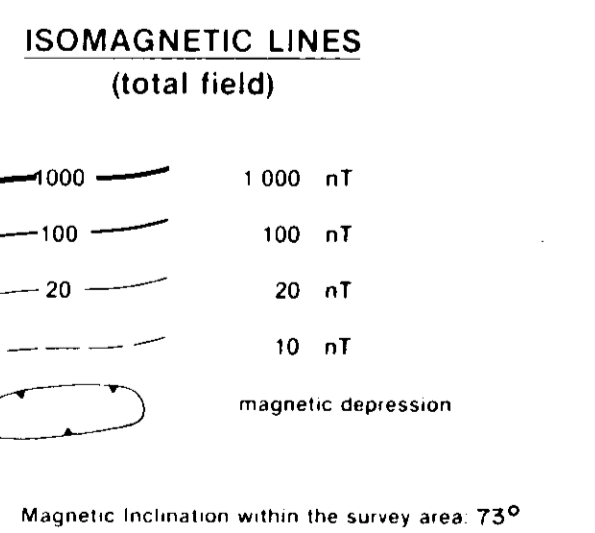 ISOMAGNETIC LINES
(total field)
1000 1 000 nT
100 100 nT
20 20 nT
10 nT
magnetic depression
Magnetic Inclination within the survey area: 73°